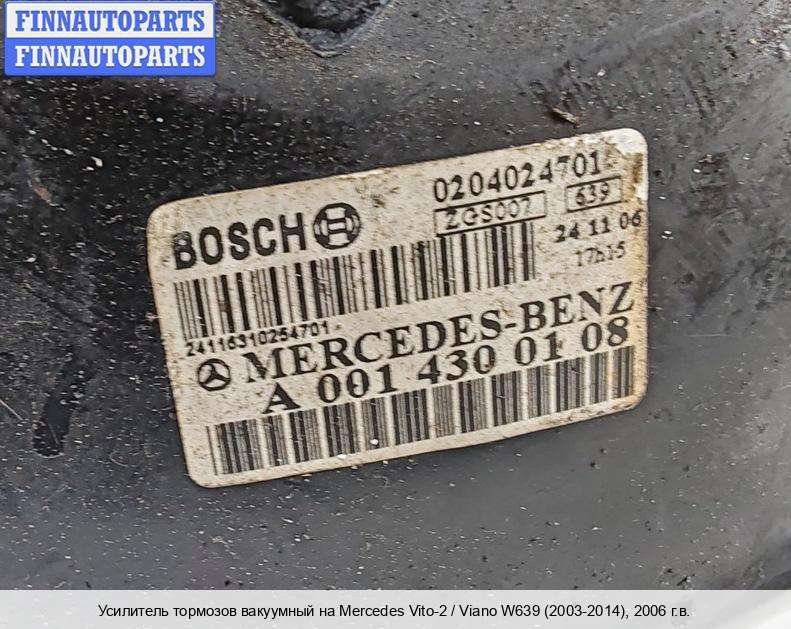 FINNAUTOPARTS
FINNAUTOPARTS
0204024701
BOSCH ZGS007 639
24 11 06
17h15
24116310254701
MERCEDES-BENZ
A 001 430 01 08
Усилитель тормозов вакуумный на Mercedes Vito-2 / Viano W639 (2003-2014), 2006 г.в.